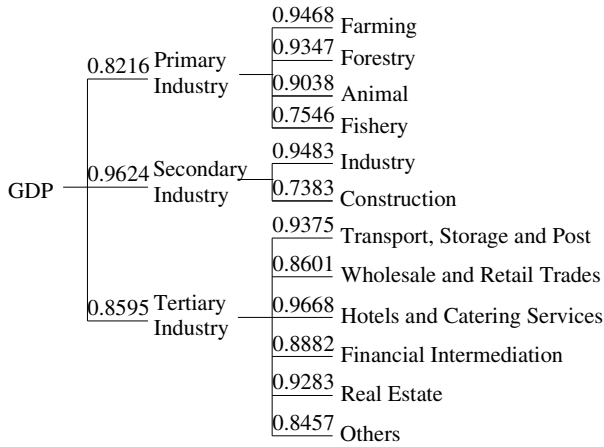 GDP
0.8216
Primary
Industry
0.9468
Farming
0.9347
Forestry
0.9038
Animal
0.7546
Fishery
0.9624
Secondary
Industry
0.9483
Industry
0.7383
Construction
0.8595
Tertiary
Industry
0.9375
Transport, Storage and Post
0.8601
Wholesale and Retail Trades
0.9668
Hotels and Catering Services
0.8882
Financial Intermediation
0.9283
Real Estate
0.8457
Others